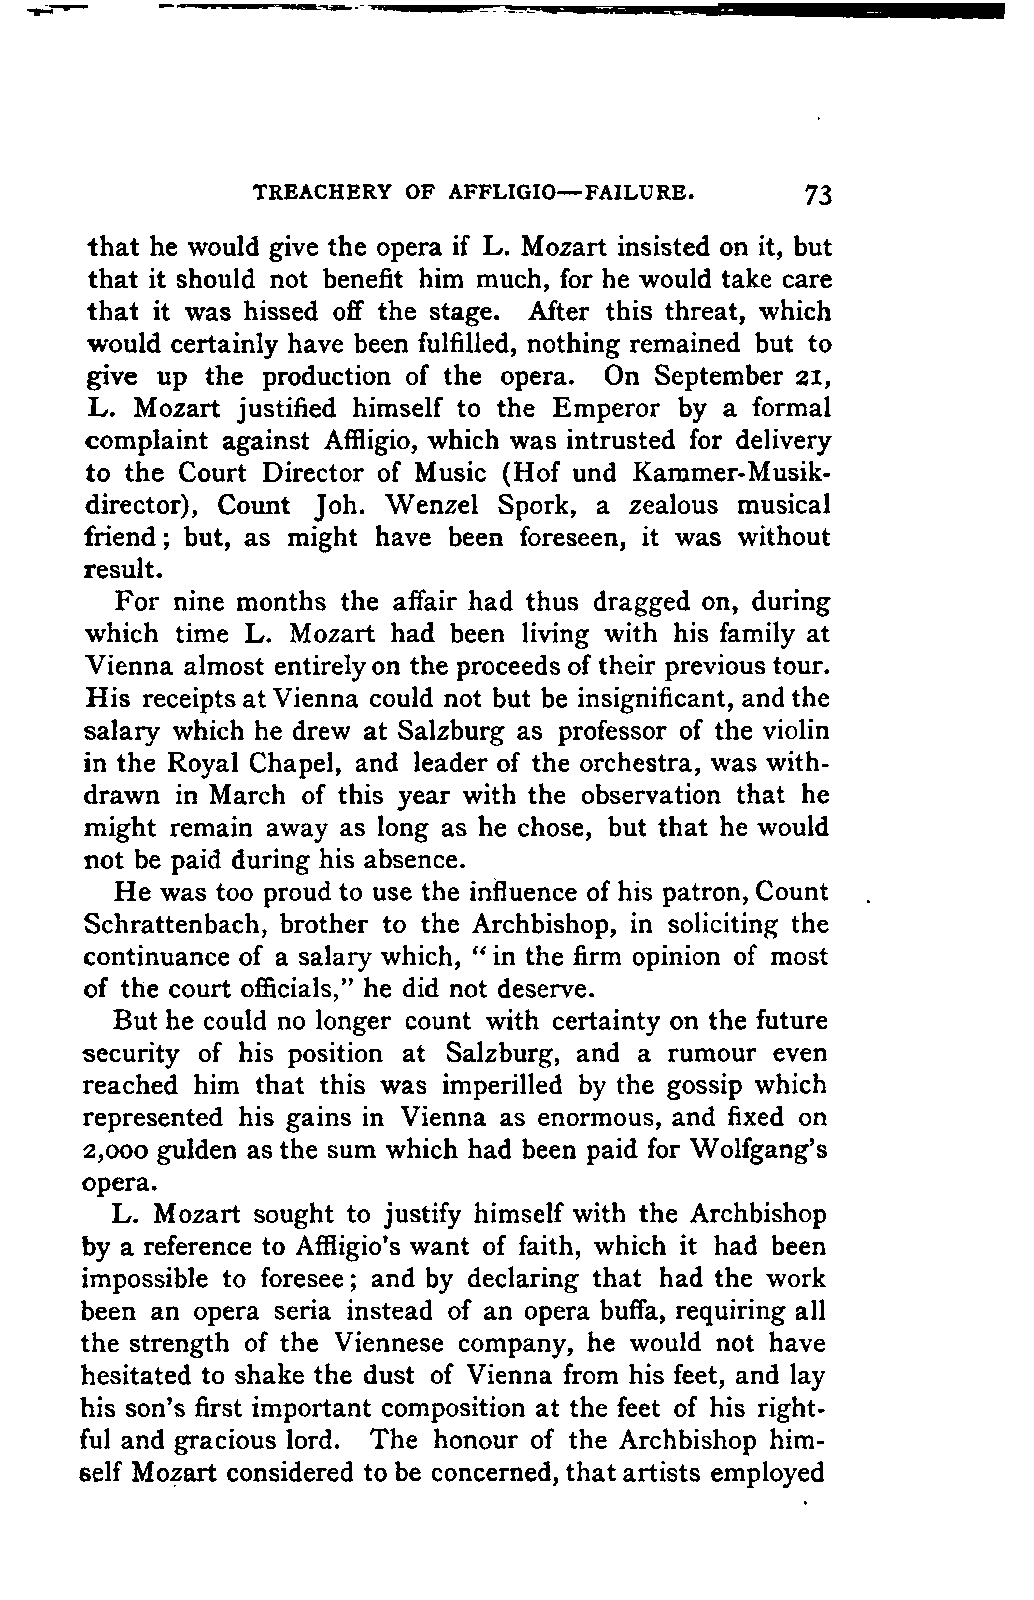 TREACHERY OF AFFLIGIO—FAILURE. 73
that he would give the opera if L. Mozart insisted on it, but
that it should not benefit him much, for he would take care
that it was hissed off the stage. After this threat, which
would certainly have been fulfilled, nothing remained but to
give up the production of the opera. On September 21,
L. Mozart justified himself to the Emperor by a formal
complaint against Affligio, which was intrusted for delivery
to the Court Director of Music (Hof und Kammer-Musik-
director), Count Joh. Wenzel Spork, a zealous musical
friend; but, as might have been foreseen, it was without
result.
For nine months the affair had thus dragged on, during
which time L. Mozart had been living with his family at
Vienna almost entirely on the proceeds of their previous tour.
His receipts at Vienna could not but be insignificant, and the
salary which he drew at Salzburg as professor of the violin
in the Royal Chapel, and leader of the orchestra, was with-
drawn in March of this year with the observation that he
might remain away as long as he chose, but that he would
not be paid during his absence.
He was too proud to use the influence of his patron, Count
Schrattenbach, brother to the Archbishop, in soliciting the
continuance of a salary which, "in the firm opinion of most
of the court officials," he did not deserve.
But he could no longer count with certainty on the future
security of his position at Salzburg, and a rumour even
reached him that this was imperilled by the gossip which
represented his gains in Vienna as enormous, and fixed on
2,000 gulden as the sum which had been paid for Wolfgang's
opera.
L. Mozart sought to justify himself with the Archbishop
by a reference to Affligio's want of faith, which it had been
impossible to foresee; and by declaring that had the work
been an opera seria instead of an opera buffa, requiring all
the strength of the Viennese company, he would not have
hesitated to shake the dust of Vienna from his feet, and lay
his son's first important composition at the feet of his right-
ful and gracious lord. The honour of the Archbishop him-
self Mozart considered to be concerned, that artists employed